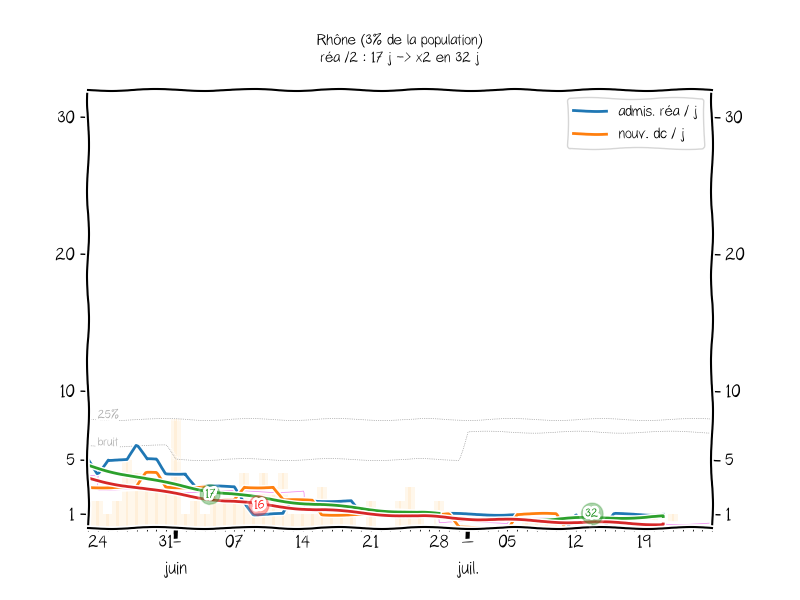 Rhône (3% de la population)
réa /2 : 17 j -> x2 en 32 j
admis. réa / j
nouv. dc / j
30
30
20
20
10
10
25%
bruit
5
5
17
16
32
1
1
24 31 07 14 21 28 05 12 19
juin juil.